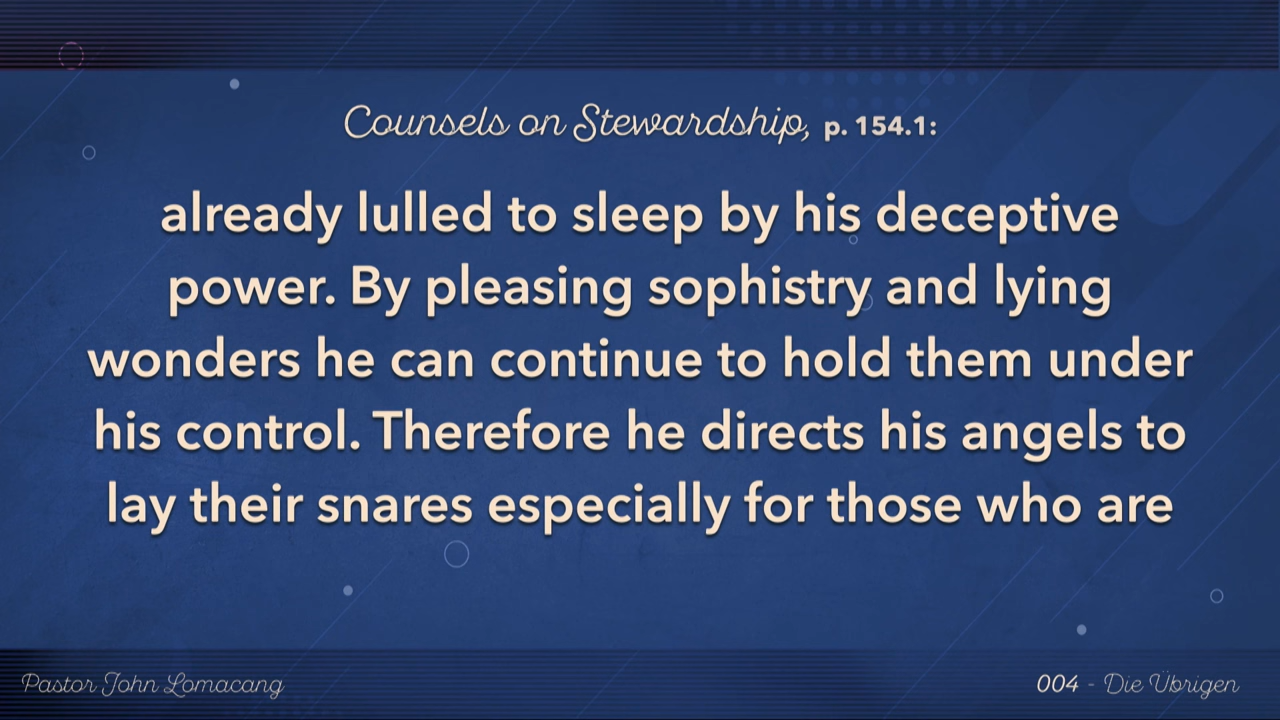 Counsels on Stewardship, p. 154.1:
already lulled to sleep by his deceptive
power. By pleasing sophistry and lying
wonders he can continue to hold them under
his control. Therefore he directs his angels to
lay their snares especially for those who are
Pastor John Lomacang
004 - Die Übrigen